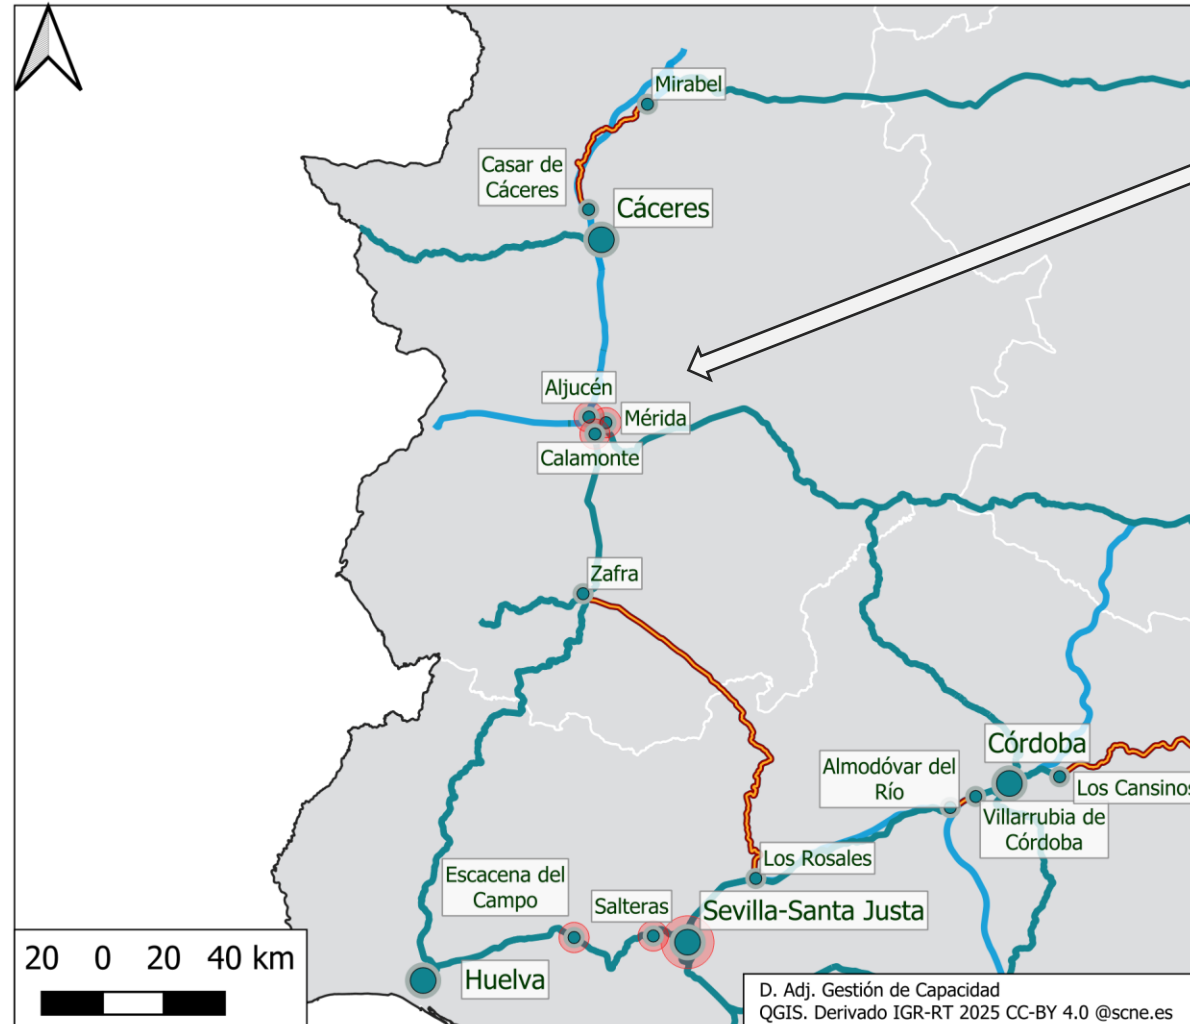 Mirabel
Casar de
Cáceres
Cáceres
Aljucén
Mérida
Calamonte
Zafra
Córdoba
Almodóvar del
Río
Los Cansinos
Villarrubia de
Córdoba
Los Rosales
Escacena del
Campo
Salteras
Sevilla-Santa Justa
Huelva
20 0 20 40 km
D. Adj. Gestión de Capacidad
QGIS. Derivado IGR-RT 2025 CC-BY 4.0 @scne.es